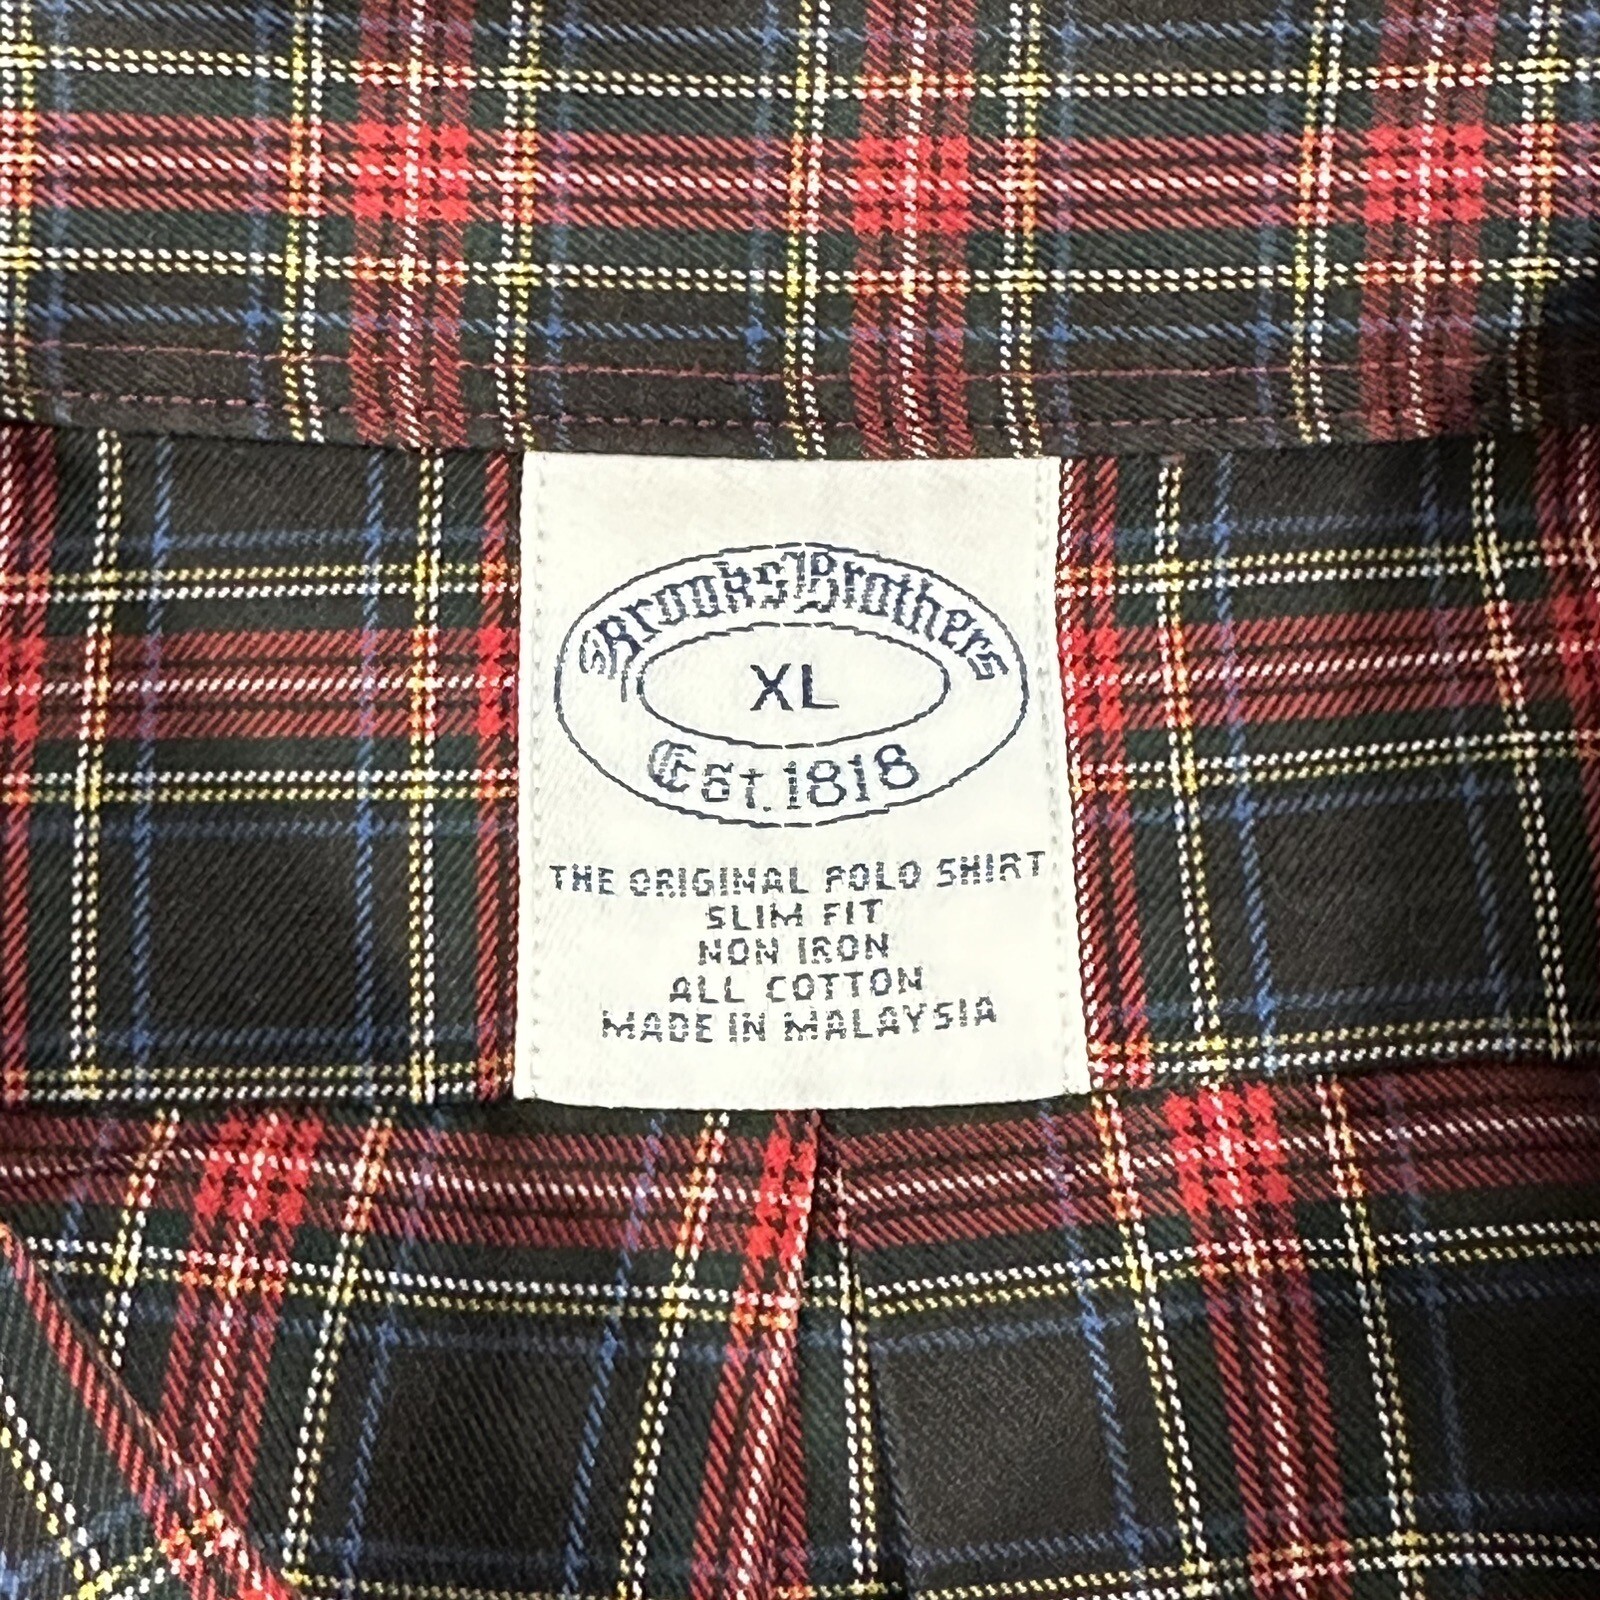 Brooks Brothers
XL
Est. 1818
THE ORIGINAL POLO SHIRT
SLIM FIT
NON IRON
ALL COTTON
MADE IN MALAYSIA